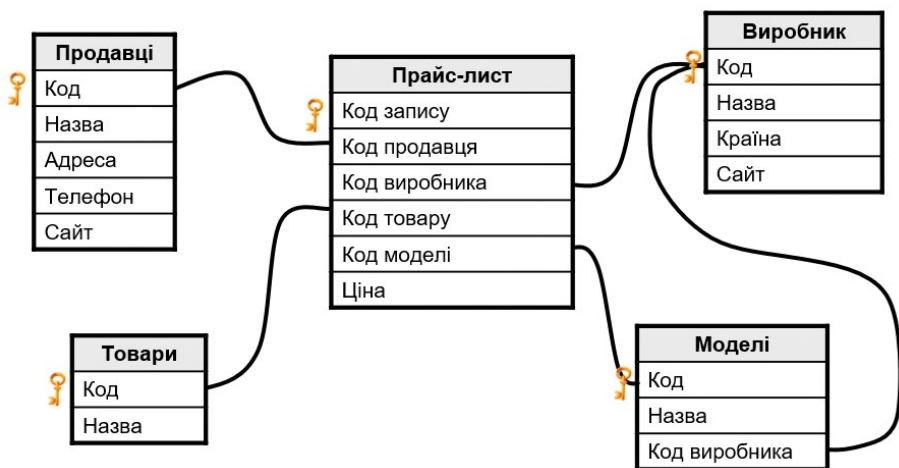 Продавці
Код
Назва
Адреса
Телефон
Сайт
Прайс-лист
Код запису
Код продавця
Код виробника
Код товару
Код моделі
Ціна
Виробник
Код
Назва
Країна
Сайт
Товари
Код
Назва
Моделі
Код
Назва
Код виробника